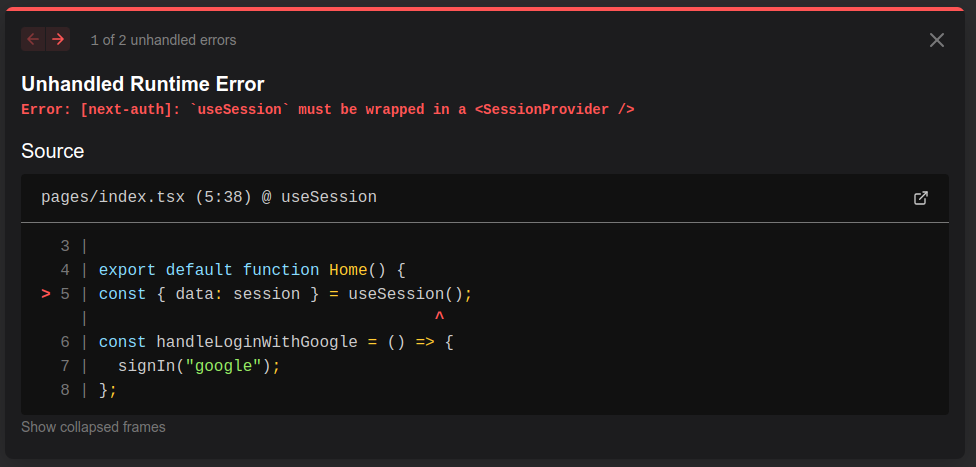 ← → 1 of 2 unhandled errors
Unhandled Runtime Error
Error: [next-auth]: `useSession` must be wrapped in a <SessionProvider />
Source
pages/index.tsx (5:38) @ useSession
3 |
4 | export default function Home() {
> 5 | const { data: session } = useSession();
| ^
6 | const handleLoginWithGoogle = () => {
7 |   signIn("google");
8 | };
Show collapsed frames